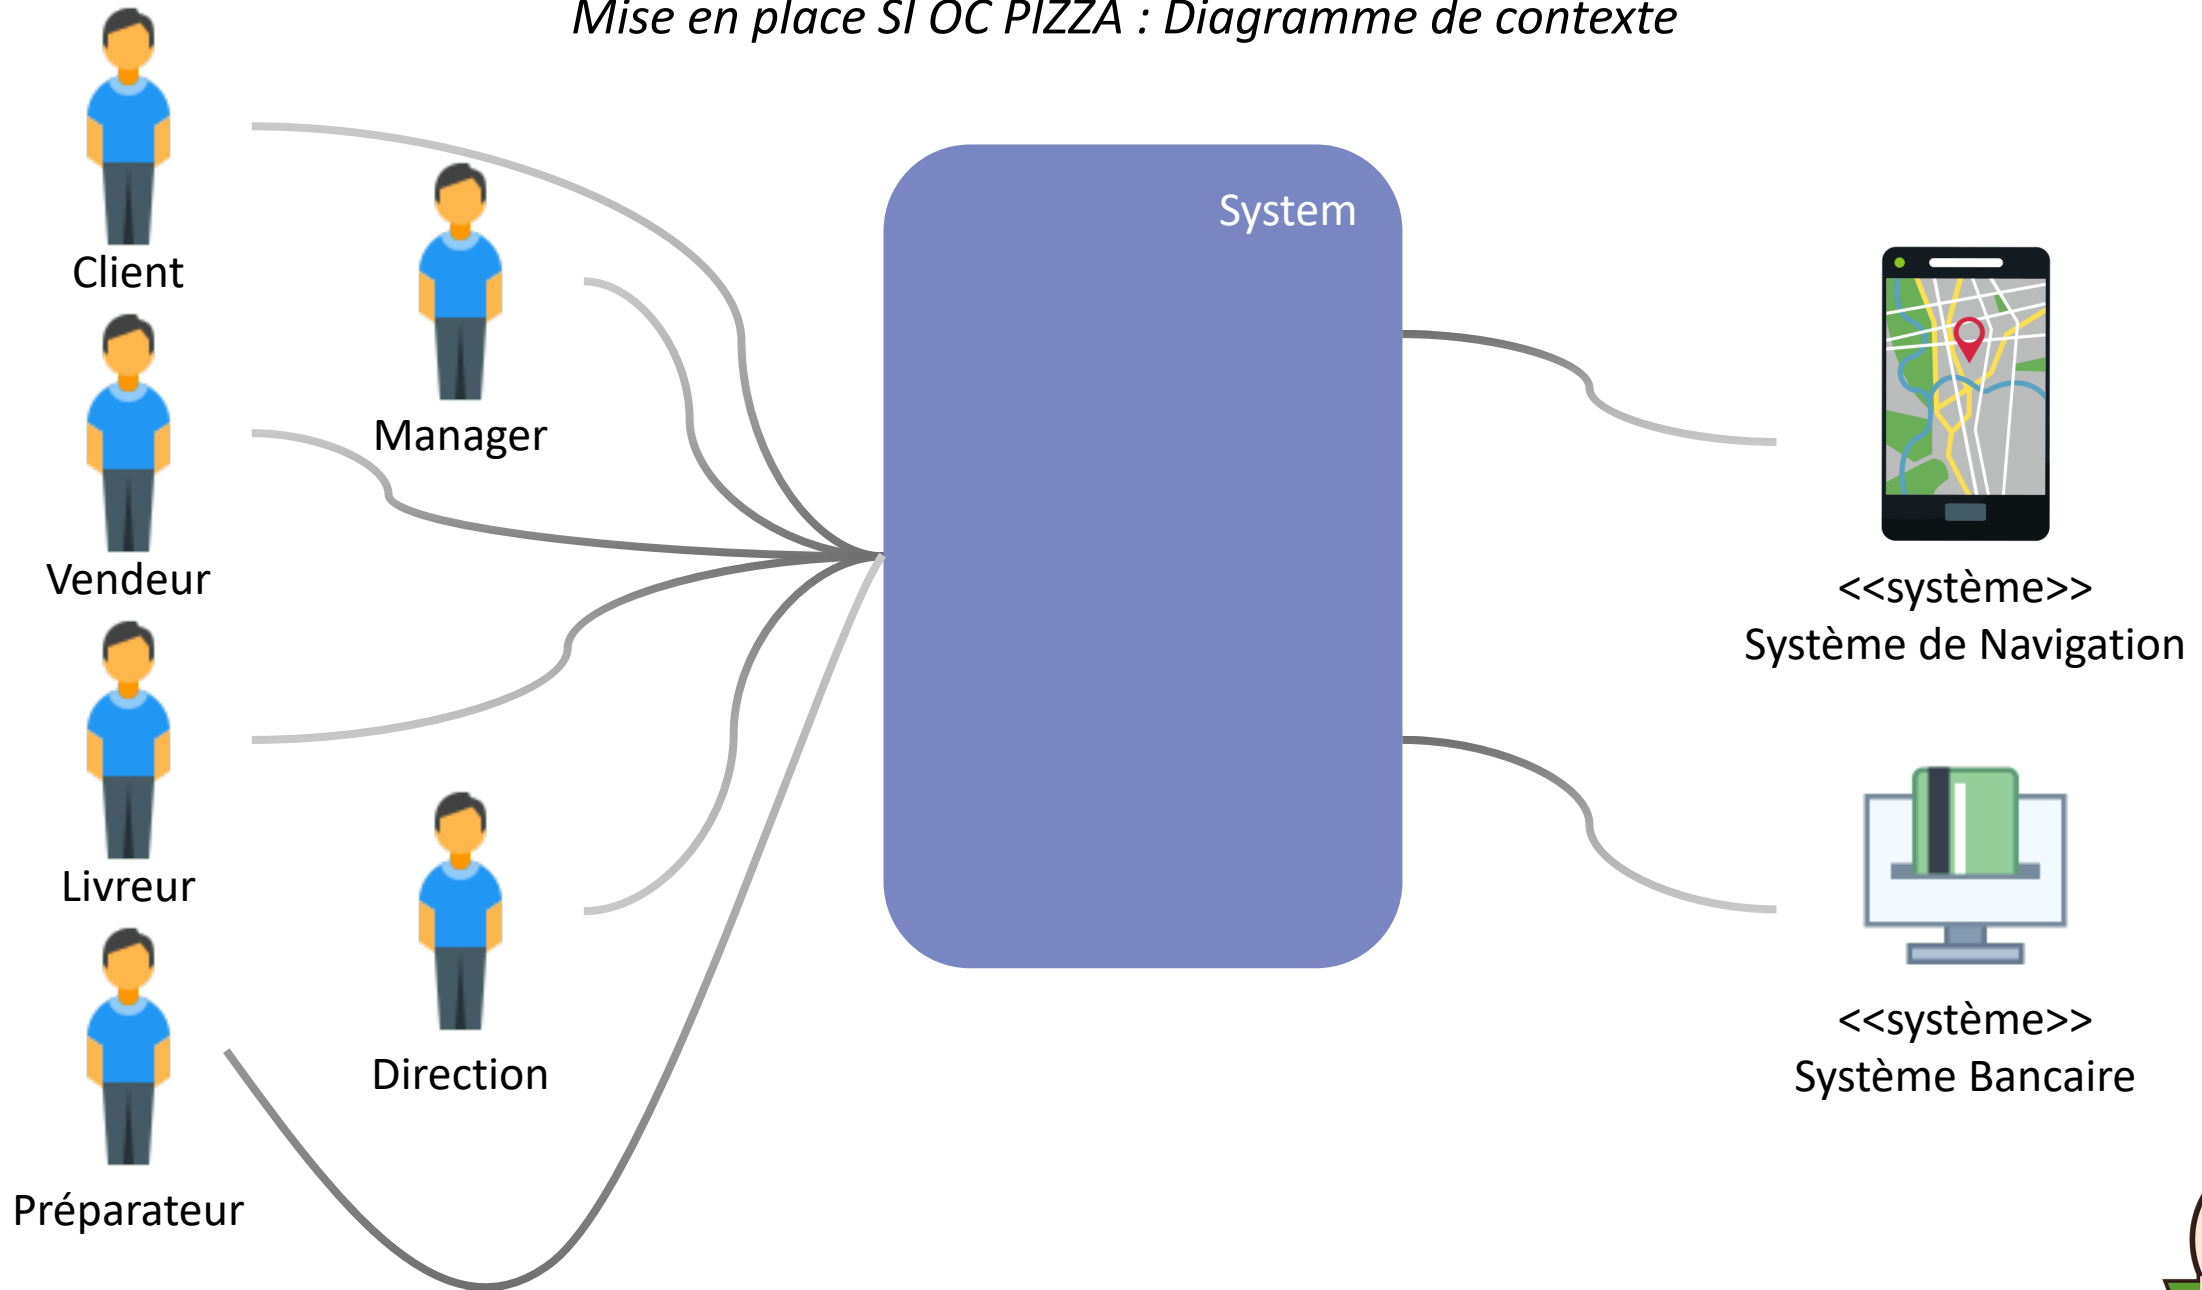 Mise en place SI OC PIZZA : Diagramme de contexte
System
Client
Manager
Vendeur
<<système>>
Système de Navigation
Livreur
Direction
<<système>>
Système Bancaire
Préparateur